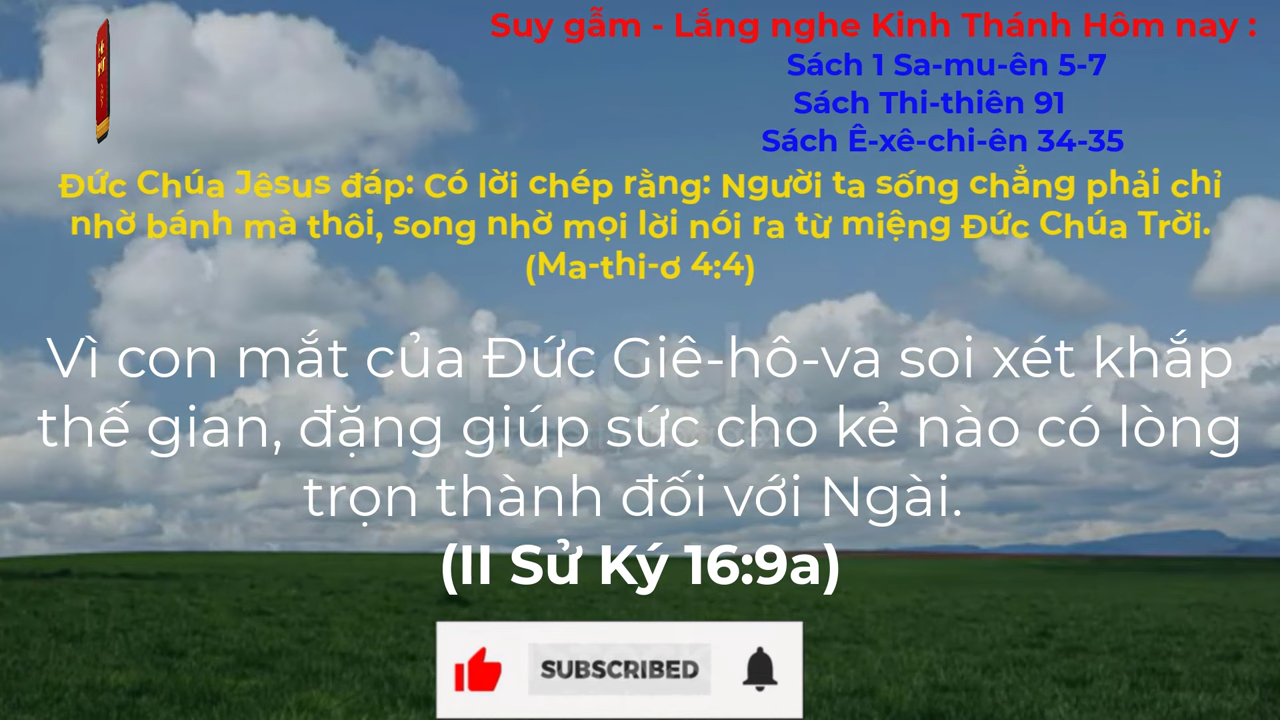 Suy gẫm - Lắng nghe Kinh Thánh Hôm nay :
Sách 1 Sa-mu-ên 5-7
Sách Thi-thiên 91
Sách Ê-xê-chi-ên 34-35
Đức Chúa Jêsus đáp: Có lời chép rằng: Người ta sống chẳng phải chỉ
nhờ bánh mà thôi, song nhờ mọi lời nói ra từ miệng Đức Chúa Trời.
(Ma-thi-ơ 4:4)
Vì con mắt của Đức Giê-hô-va soi xét khắp
thế gian, đặng giúp sức cho kẻ nào có lòng
trọn thành đối với Ngài.
(II Sử Ký 16:9a)
SUBSCRIBED